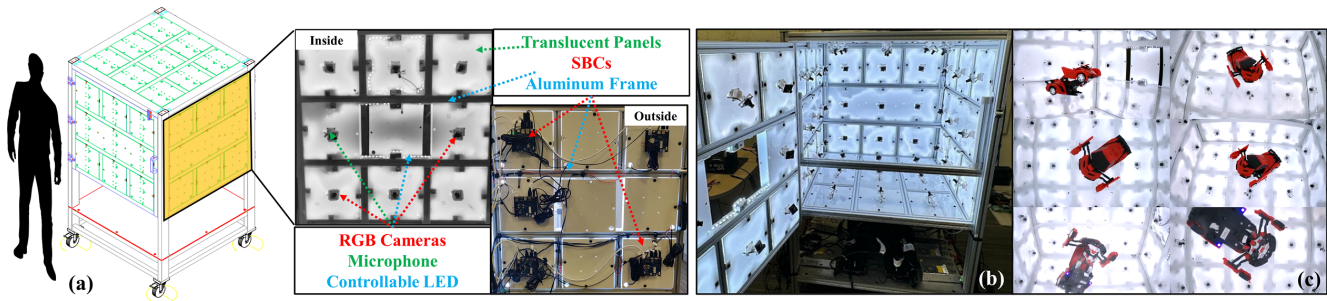 (a)
Inside
Translucent Panels
SBCs
Aluminum Frame
Outside
RGB Cameras
Microphone
Controllable LED
(b)
(c)